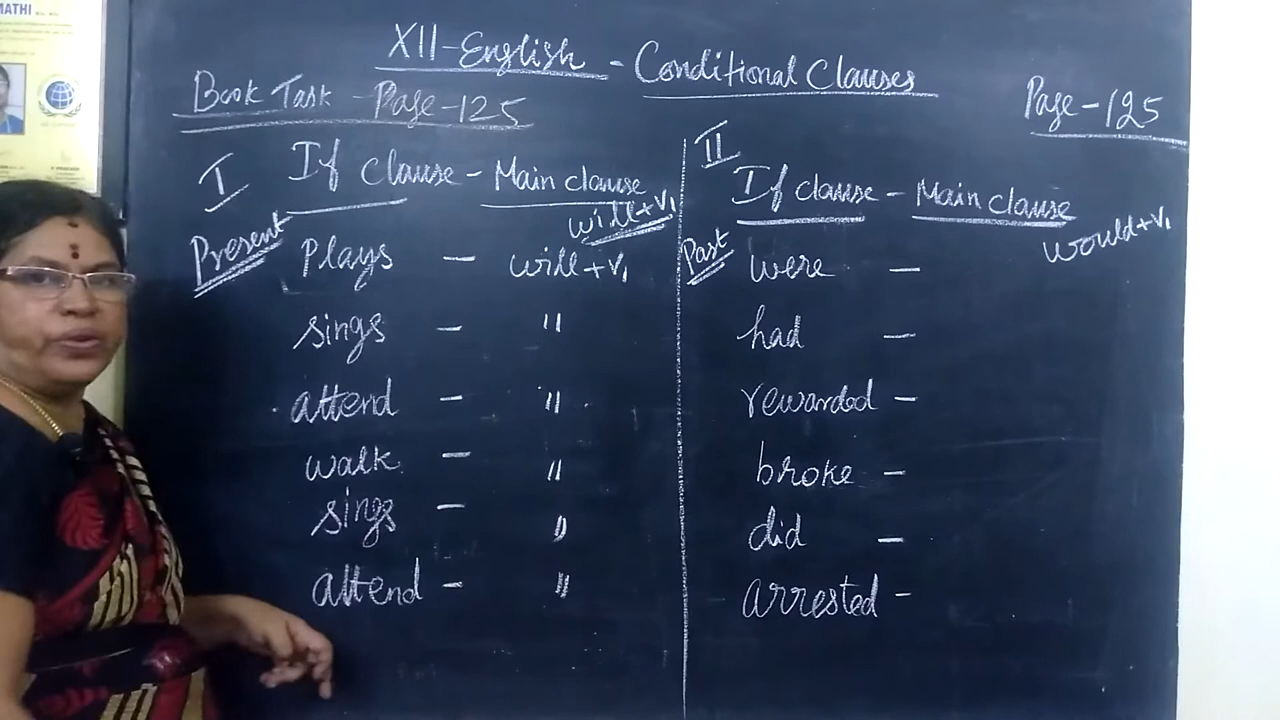 MATHI
XII-English - Conditional Clauses
Book Task - Page-125
Page-125
I
If clause - Main clause
will+V1
Present
Plays - will+V1
sings - "
attend - "
walk - "
sings - "
attend - "
II
If clause - Main clause
would+V1
Past
were -
had -
rewarded -
broke -
did -
arrested -